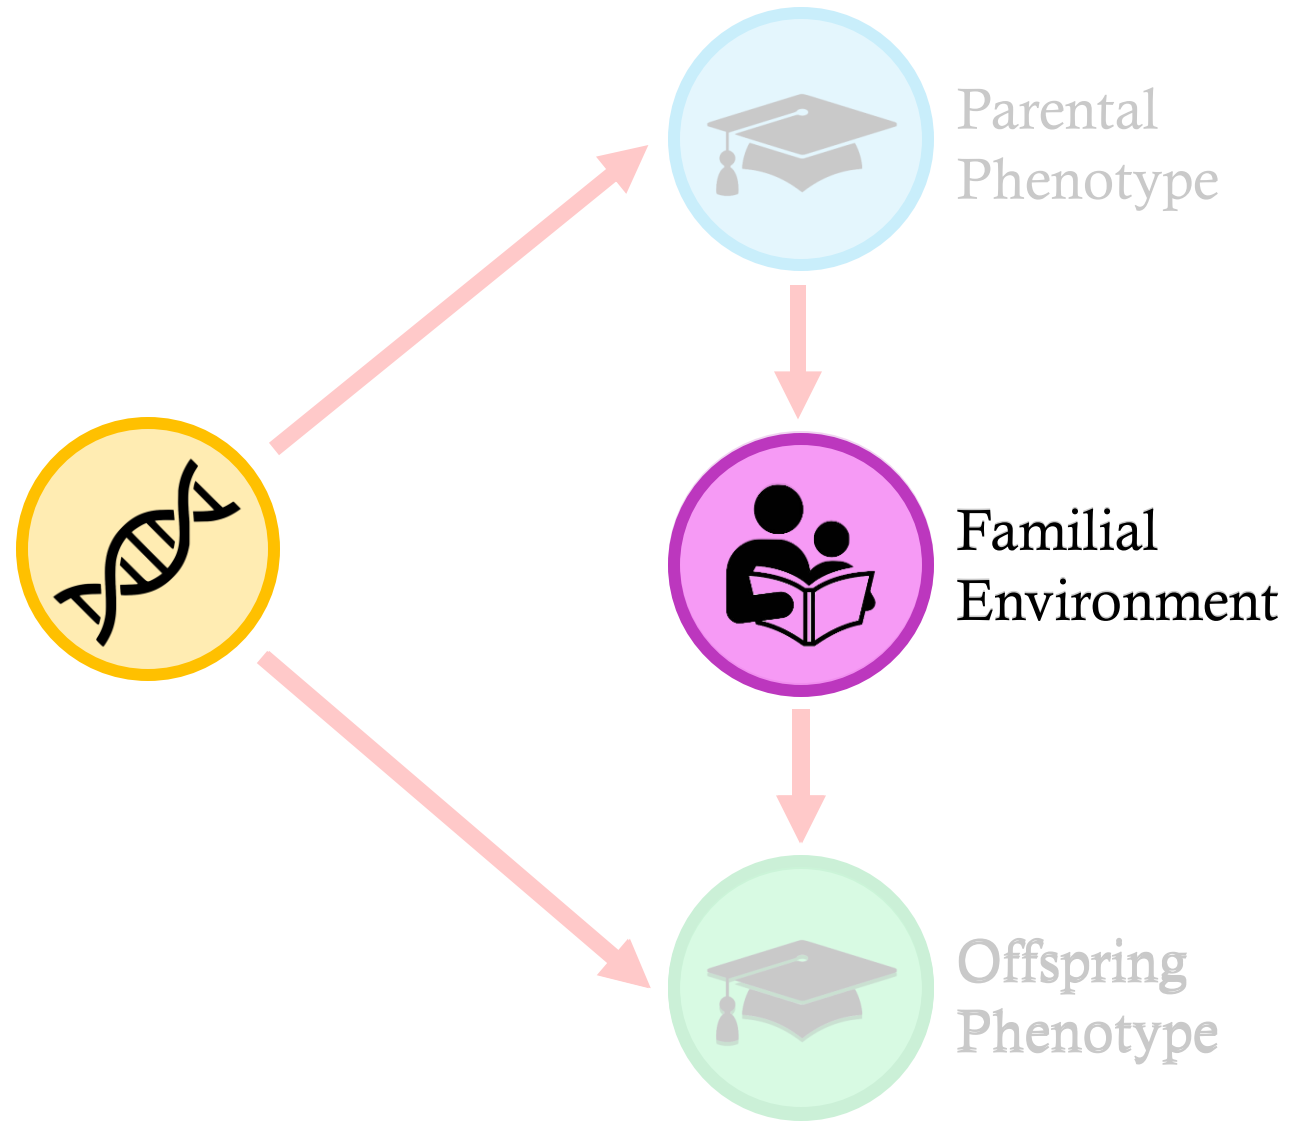 Parental
Phenotype
Familial
Environment
Offspring
Phenotype